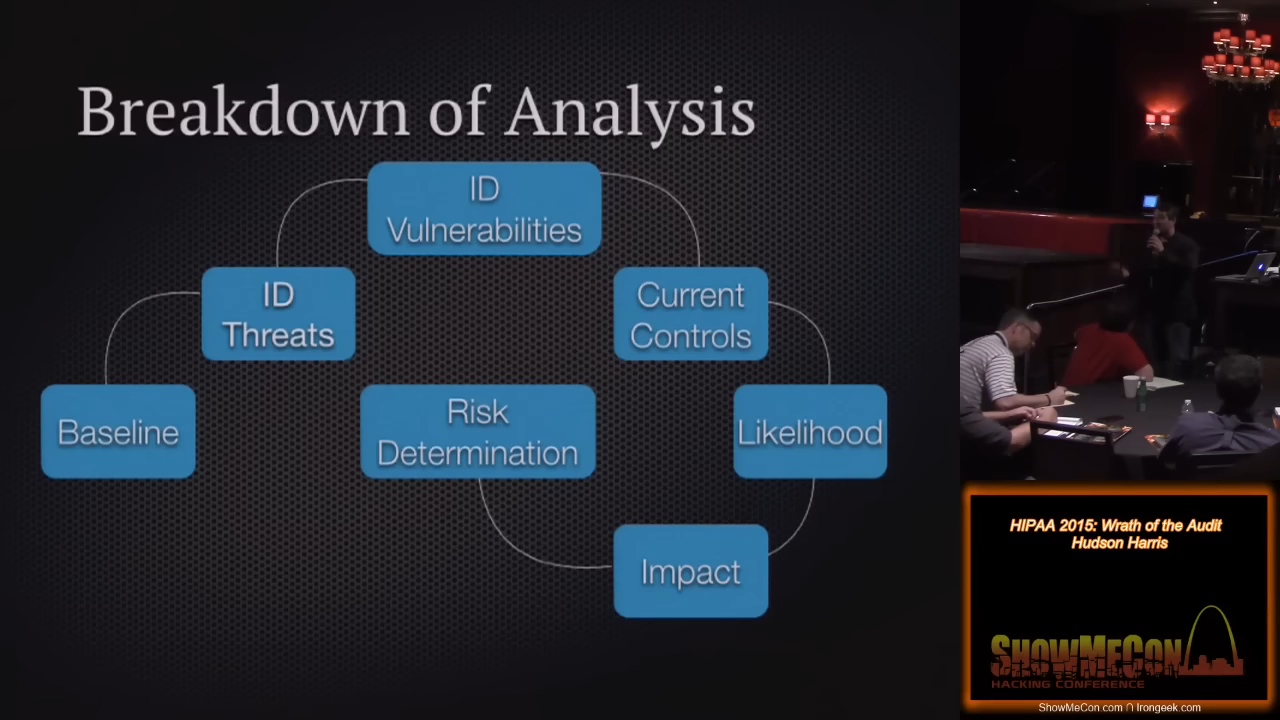 Breakdown of Analysis
ID
Vulnerabilities
ID
Threats
Current
Controls
Baseline
Risk
Determination
Likelihood
Impact
HIPAA 2015: Wrath of the Audit
Hudson Harris
SHOWMECON
HACKING CONFERENCE
ShowMeCon.com ∩ Irongeek.com